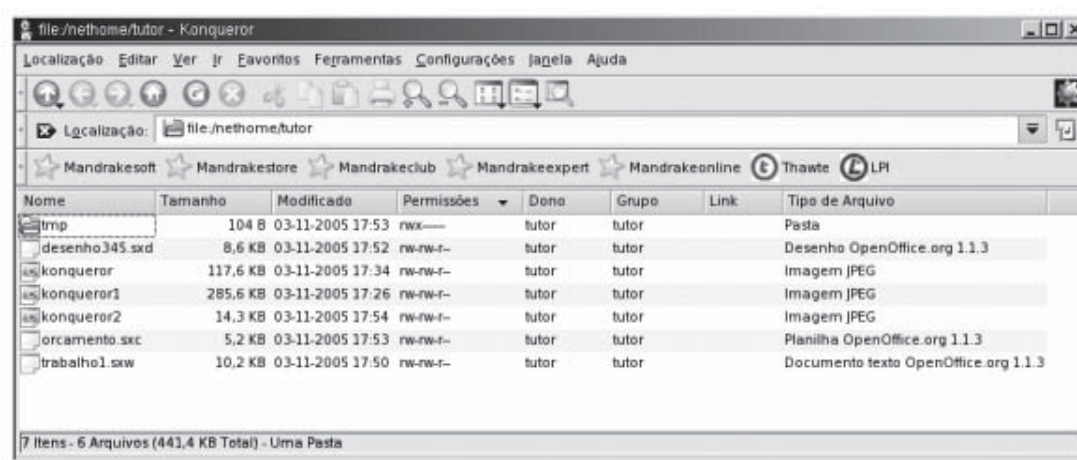 file:/nethome/tutor - Konqueror
Localização Editar Ver Ir Favoritos Ferramentas Configurações Janela Ajuda
Localização: file:/nethome/tutor
Mandrakesoft Mandrakestore Mandrakeclub Mandrakeexpert Mandrakeonline Thawte LPI
Nome Tamanho Modificado Permissões Dono Grupo Link Tipo de Arquivo
tmp 104 B 03-11-2005 17:53 rwx------ tutor tutor Pasta
desenho345.sxd 8,6 KB 03-11-2005 17:52 rw-rw-r-- tutor tutor Desenho OpenOffice.org 1.1.3
konqueror 117,6 KB 03-11-2005 17:34 rw-rw-r-- tutor tutor Imagem JPEG
konqueror1 285,6 KB 03-11-2005 17:26 rw-rw-r-- tutor tutor Imagem JPEG
konqueror2 14,3 KB 03-11-2005 17:54 rw-rw-r-- tutor tutor Imagem JPEG
orcamento.sxc 5,2 KB 03-11-2005 17:53 rw-rw-r-- tutor tutor Planilha OpenOffice.org 1.1.3
trabalho1.sxw 10,2 KB 03-11-2005 17:50 rw-rw-r-- tutor tutor Documento texto OpenOffice.org 1.1.3
7 Itens - 6 Arquivos (441,4 KB Total) - Uma Pasta